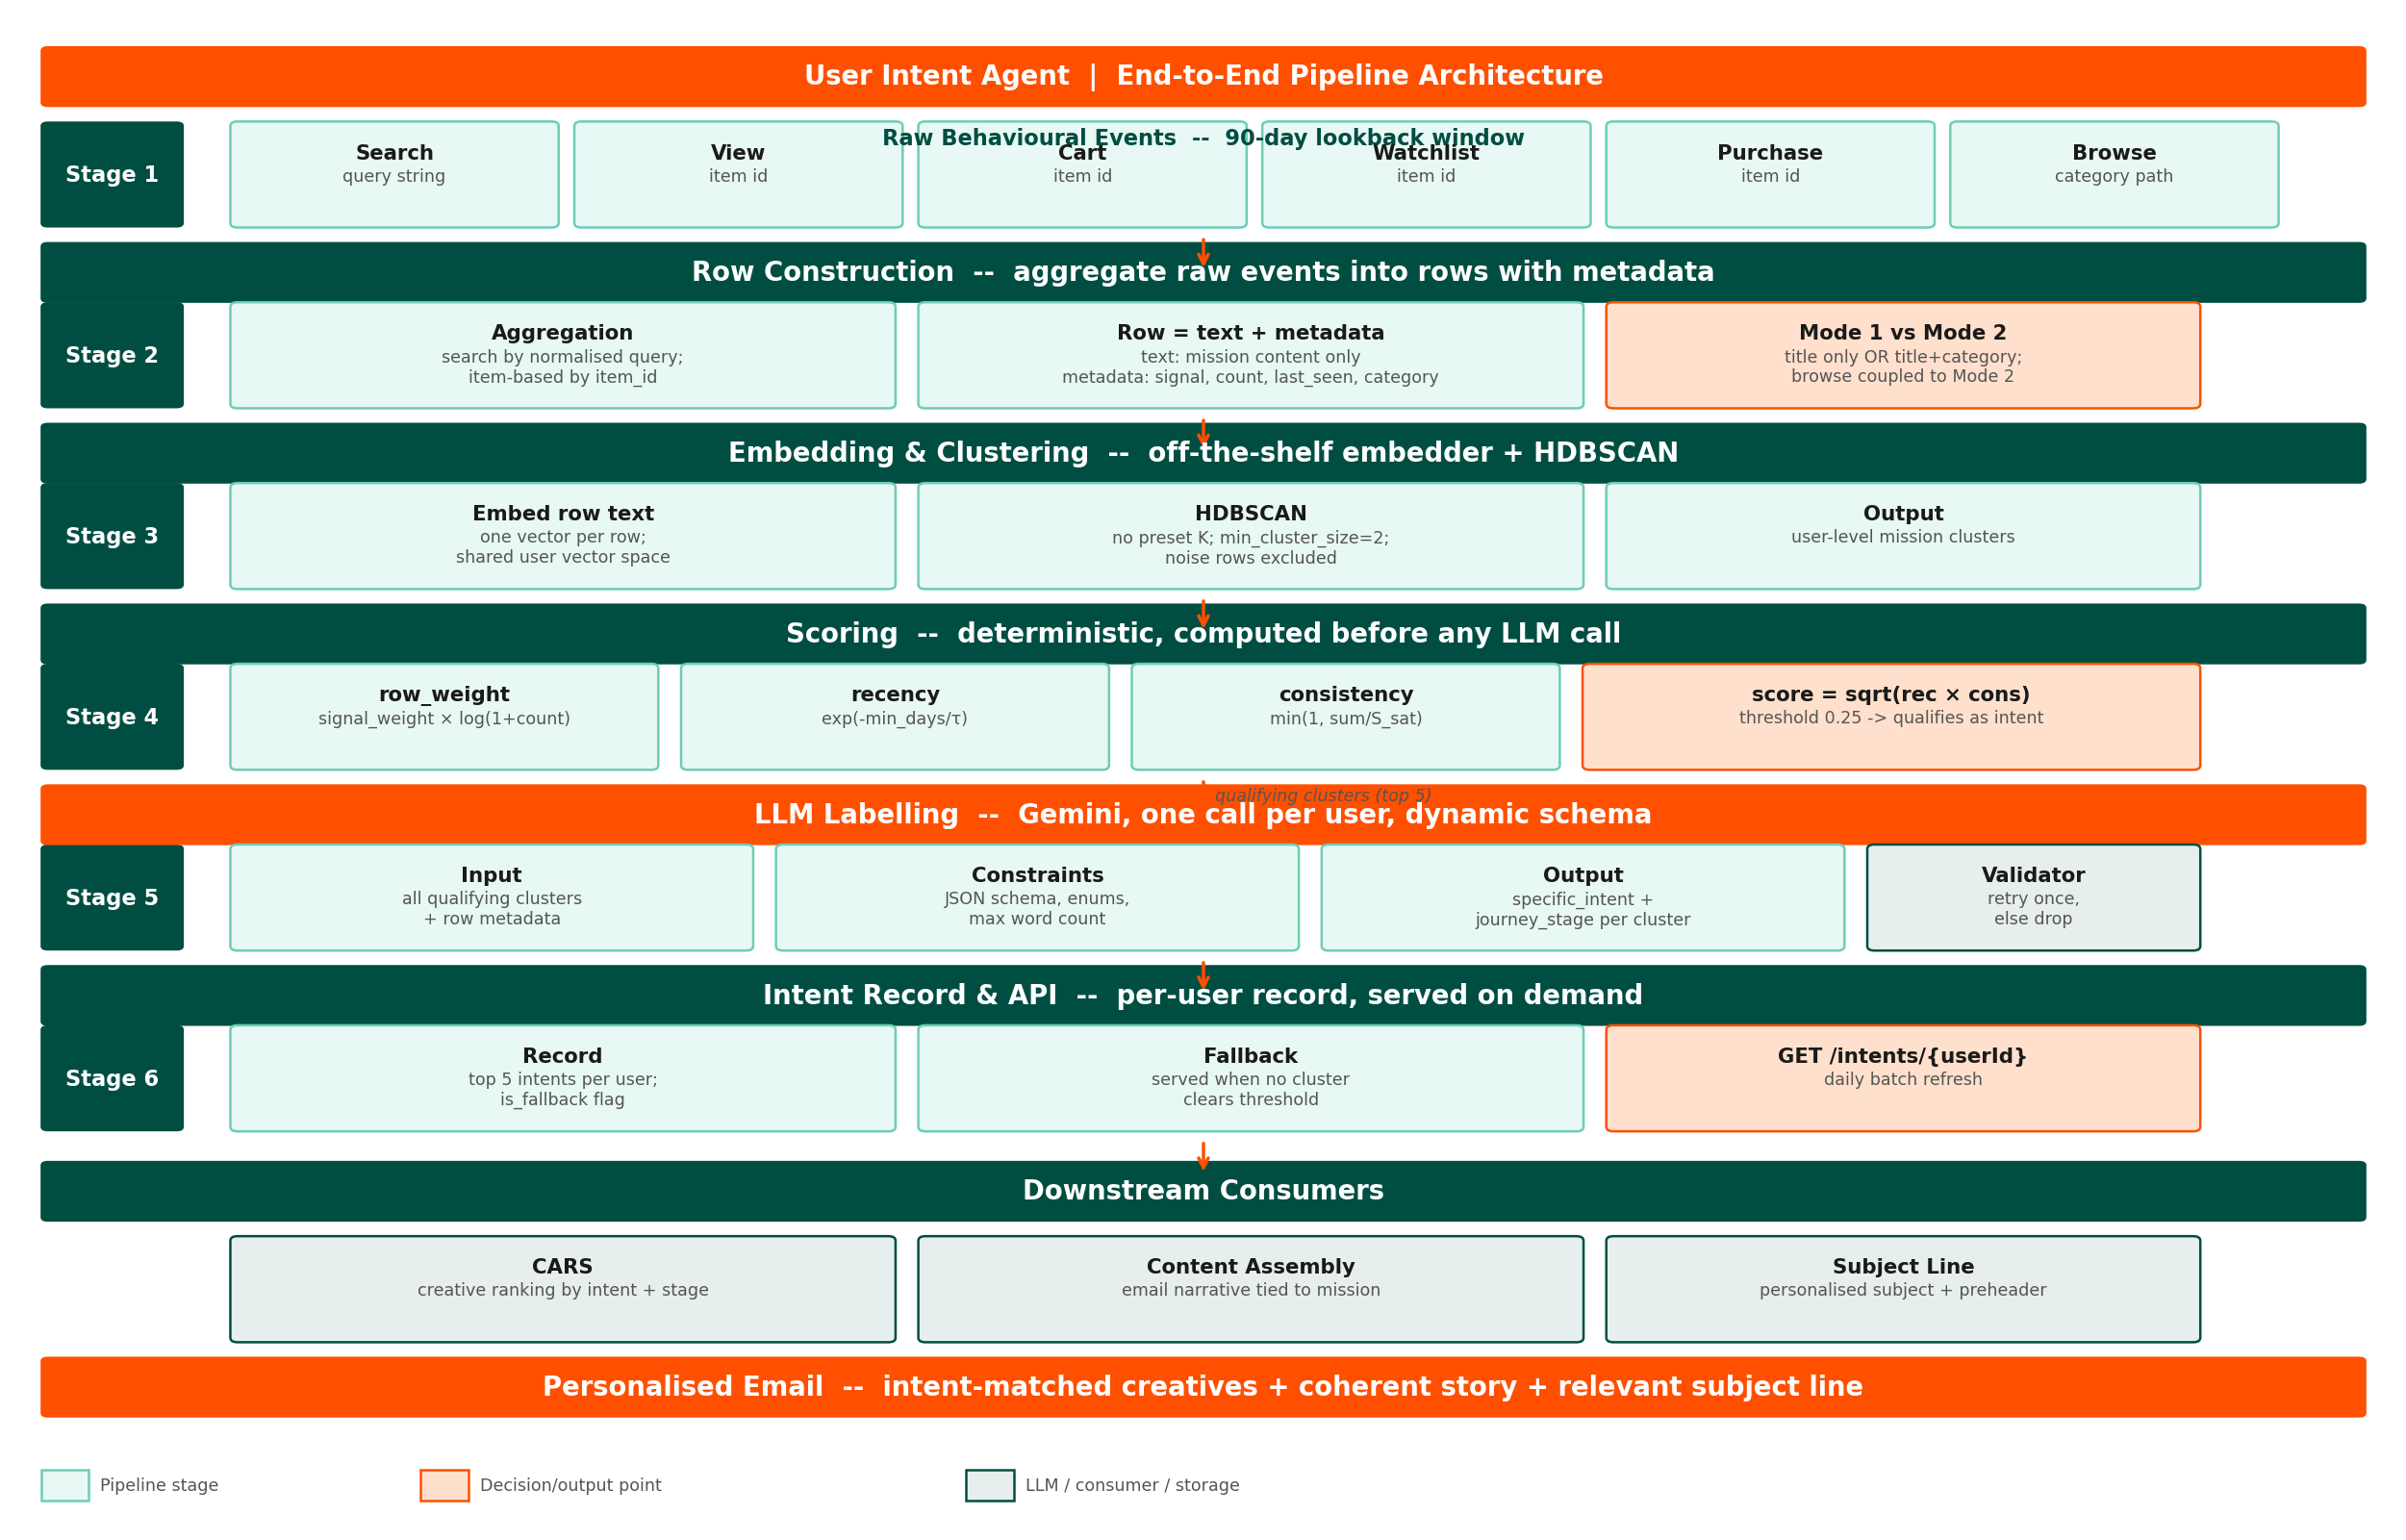 User Intent Agent | End-to-End Pipeline Architecture
Raw Behavioural Events -- 90-day lookback window
Stage 1
Search
query string
View
item id
Cart
item id
Watchlist
item id
Purchase
item id
Browse
category path
Row Construction -- aggregate raw events into rows with metadata
Stage 2
Aggregation
search by normalised query;
item-based by item_id
Row = text + metadata
text: mission content only
metadata: signal, count, last_seen, category
Mode 1 vs Mode 2
title only OR title+category;
browse coupled to Mode 2
Embedding & Clustering -- off-the-shelf embedder + HDBSCAN
Stage 3
Embed row text
one vector per row;
shared user vector space
HDBSCAN
no preset K; min_cluster_size=2;
noise rows excluded
Output
user-level mission clusters
Scoring -- deterministic, computed before any LLM call
Stage 4
row_weight
signal_weight × log(1+count)
recency
exp(-min_days/τ)
consistency
min(1, sum/S_sat)
score = sqrt(rec × cons)
threshold 0.25 -> qualifies as intent
qualifying clusters (top 5)
LLM Labelling -- Gemini, one call per user, dynamic schema
Stage 5
Input
all qualifying clusters
+ row metadata
Constraints
JSON schema, enums,
max word count
Output
specific_intent +
journey_stage per cluster
Validator
retry once,
else drop
Intent Record & API -- per-user record, served on demand
Stage 6
Record
top 5 intents per user;
is_fallback flag
Fallback
served when no cluster
clears threshold
GET /intents/{userId}
daily batch refresh
Downstream Consumers
CARS
creative ranking by intent + stage
Content Assembly
email narrative tied to mission
Subject Line
personalised subject + preheader
Personalised Email -- intent-matched creatives + coherent story + relevant subject line
Pipeline stage
Decision/output point
LLM / consumer / storage